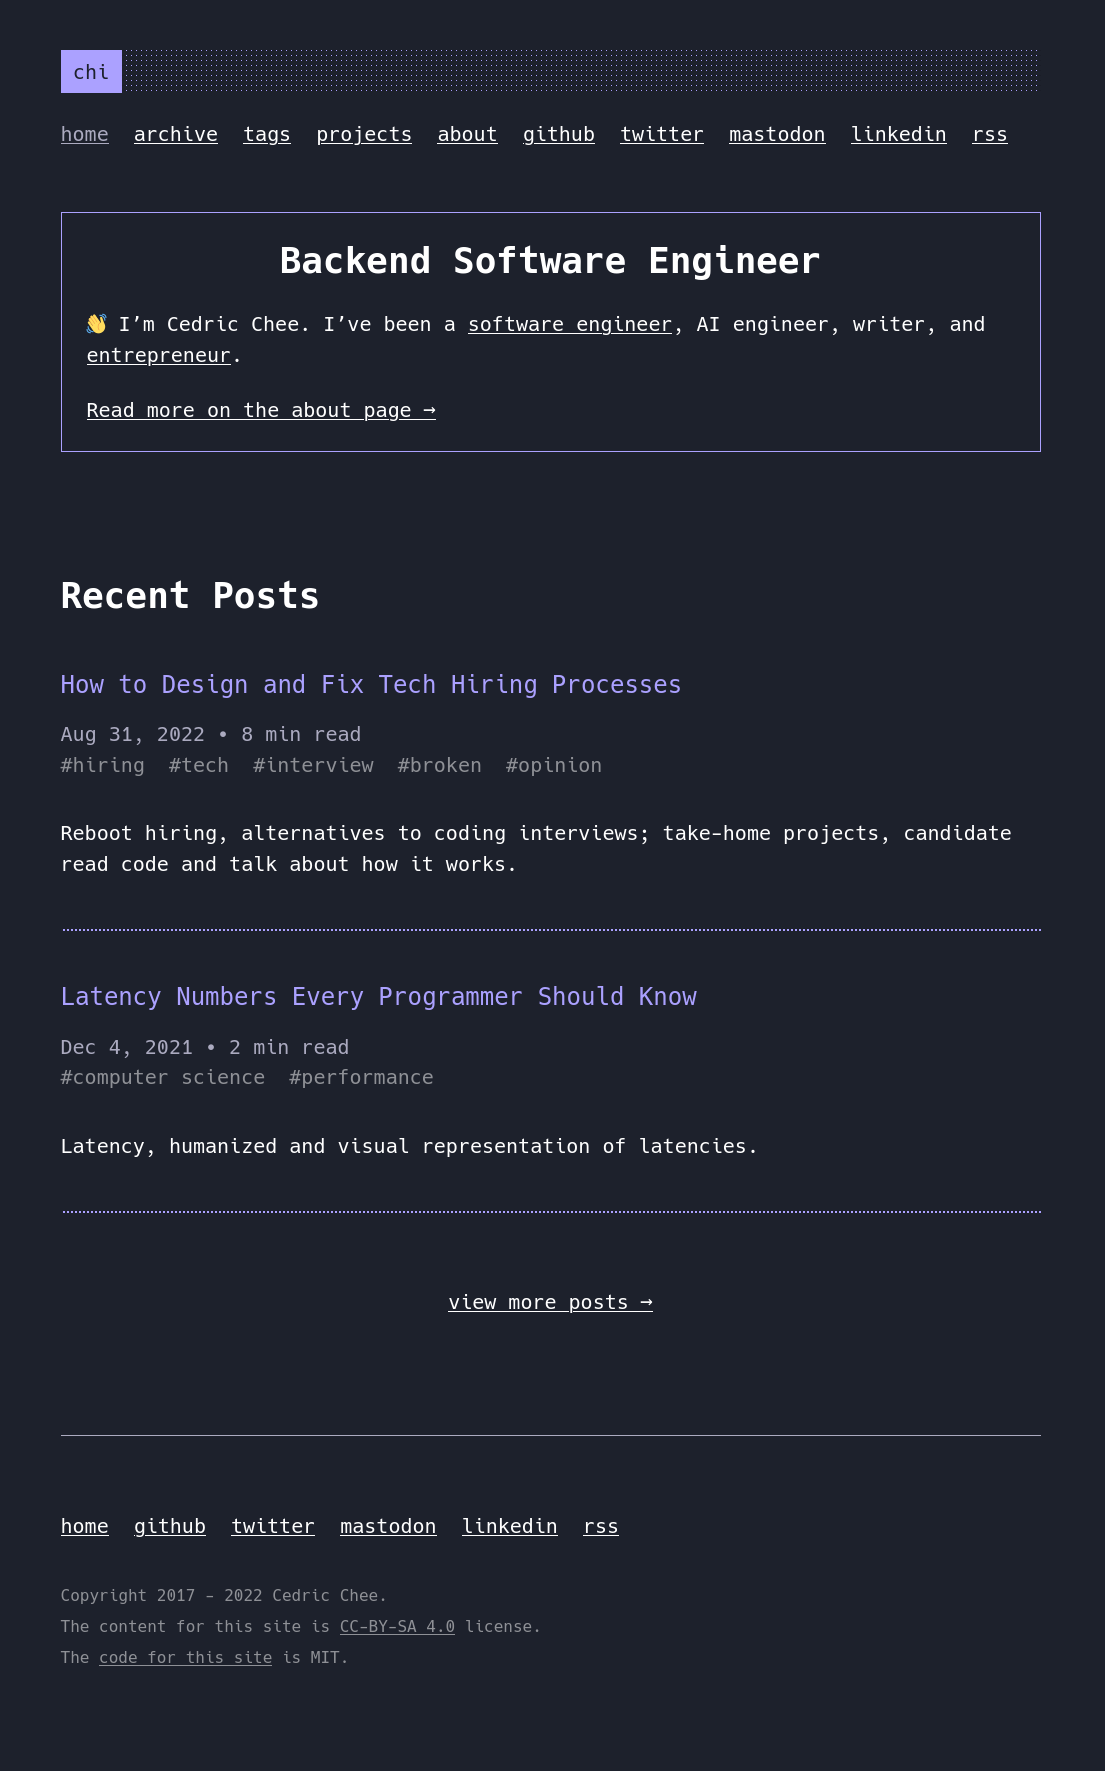 chi
home archive tags projects about github twitter mastodon linkedin rss
Backend Software Engineer
👋 I’m Cedric Chee. I’ve been a software engineer, AI engineer, writer, and
entrepreneur.
Read more on the about page →
Recent Posts
How to Design and Fix Tech Hiring Processes
Aug 31, 2022 • 8 min read
#hiring #tech #interview #broken #opinion
Reboot hiring, alternatives to coding interviews; take-home projects, candidate
read code and talk about how it works.
Latency Numbers Every Programmer Should Know
Dec 4, 2021 • 2 min read
#computer science #performance
Latency, humanized and visual representation of latencies.
view more posts →
home github twitter mastodon linkedin rss
Copyright 2017 - 2022 Cedric Chee.
The content for this site is CC-BY-SA 4.0 license.
The code for this site is MIT.